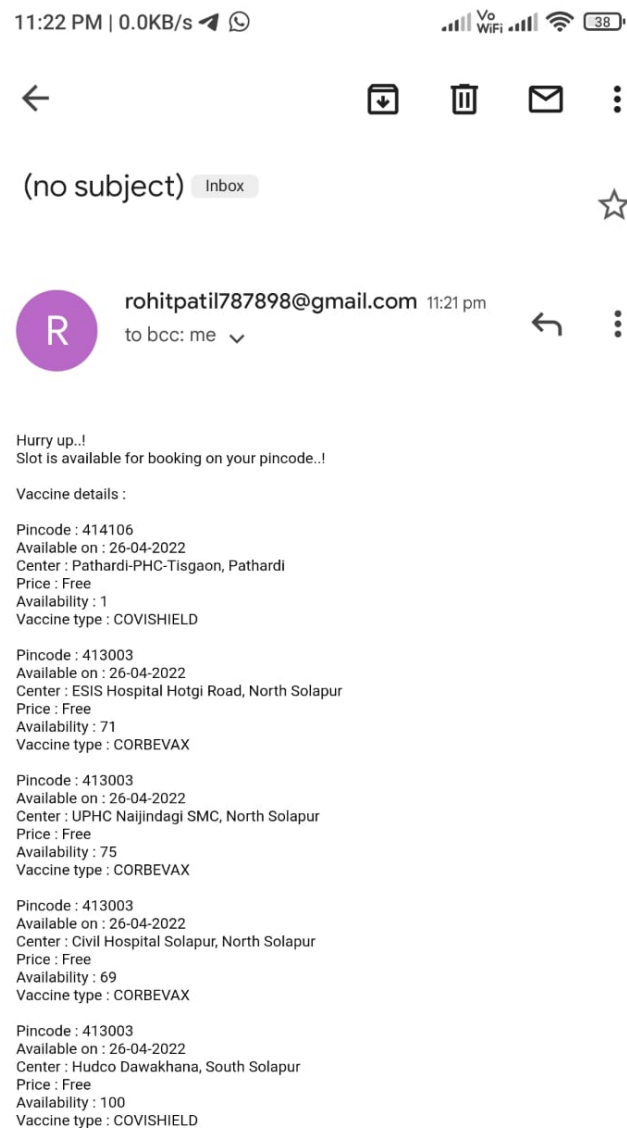 11:22 PM | 0.0KB/s
Vo
WiFi
38
(no subject) Inbox
R
rohitpatil787898@gmail.com 11:21 pm
to bcc: me
Hurry up..!
Slot is available for booking on your pincode..!
Vaccine details :
Pincode : 414106
Available on : 26-04-2022
Center : Pathardi-PHC-Tisgaon, Pathardi
Price : Free
Availability : 1
Vaccine type : COVISHIELD
Pincode : 413003
Available on : 26-04-2022
Center : ESIS Hospital Hotgi Road, North Solapur
Price : Free
Availability : 71
Vaccine type : CORBEVAX
Pincode : 413003
Available on : 26-04-2022
Center : UPHC Naijindagi SMC, North Solapur
Price : Free
Availability : 75
Vaccine type : CORBEVAX
Pincode : 413003
Available on : 26-04-2022
Center : Civil Hospital Solapur, North Solapur
Price : Free
Availability : 69
Vaccine type : CORBEVAX
Pincode : 413003
Available on : 26-04-2022
Center : Hudco Dawakhana, South Solapur
Price : Free
Availability : 100
Vaccine type : COVISHIELD